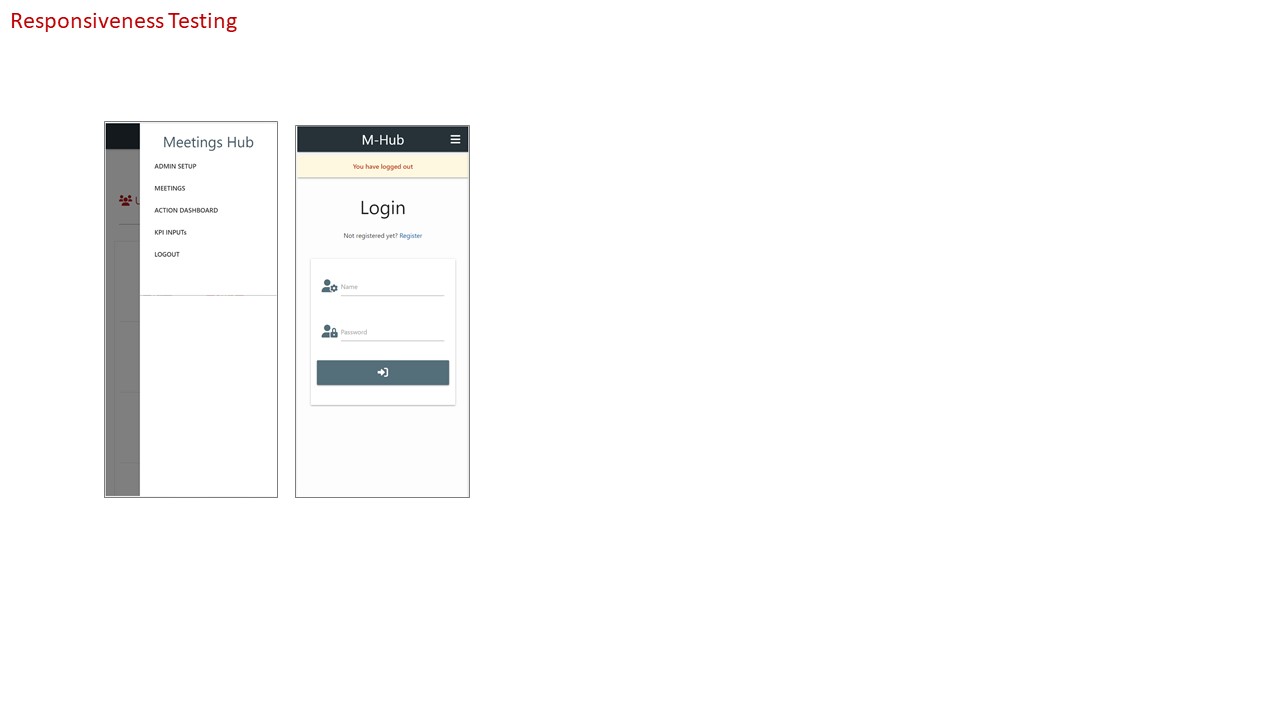 Responsiveness Testing
Meetings Hub
ADMIN SETUP
MEETINGS
ACTION DASHBOARD
KPI INPUTs
LOGOUT
M-Hub
You have logged out
Login
Not registered yet? Register
Name
Password